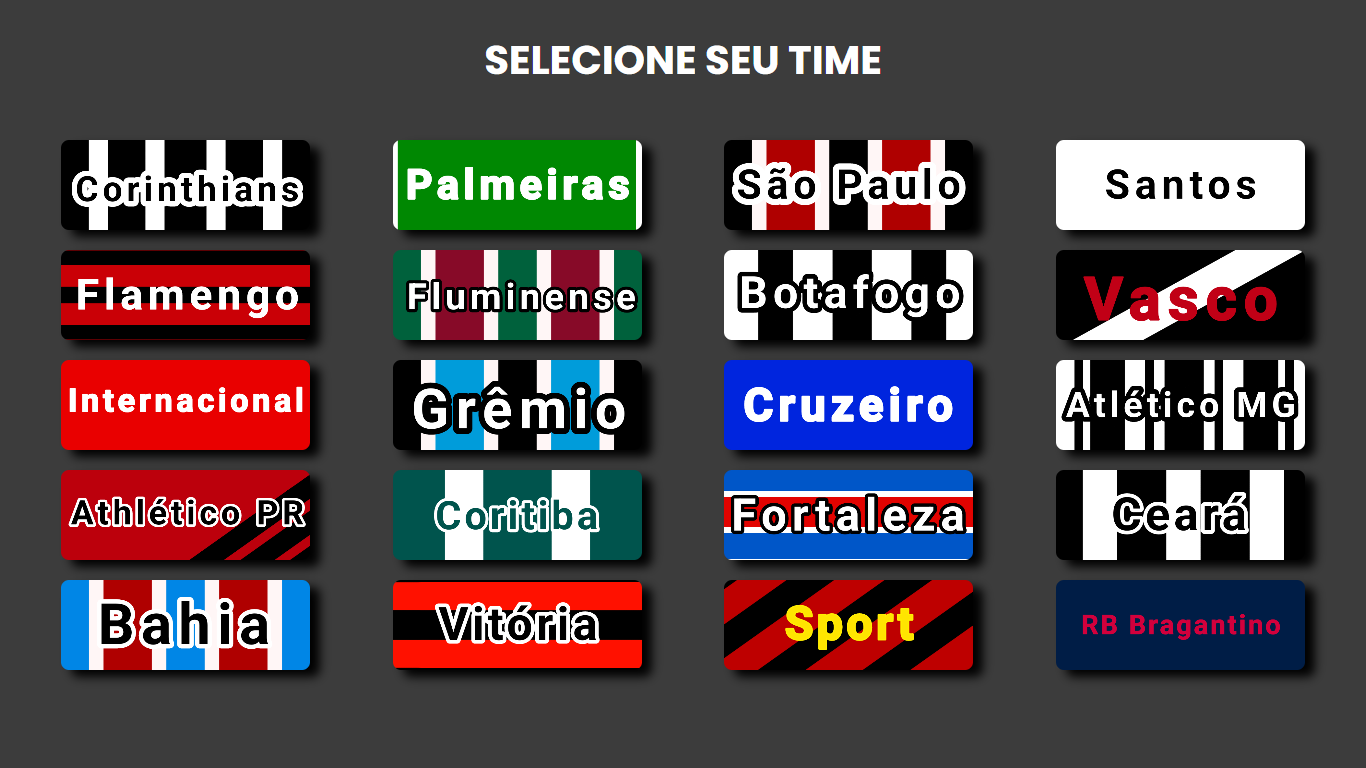 SELECIONE SEU TIME
Corinthians
Palmeiras
São Paulo
Santos
Flamengo
Fluminense
Botafogo
Vasco
Internacional
Grêmio
Cruzeiro
Atlético MG
Athlético PR
Coritiba
Fortaleza
Ceará
Bahia
Vitória
Sport
RB Bragantino